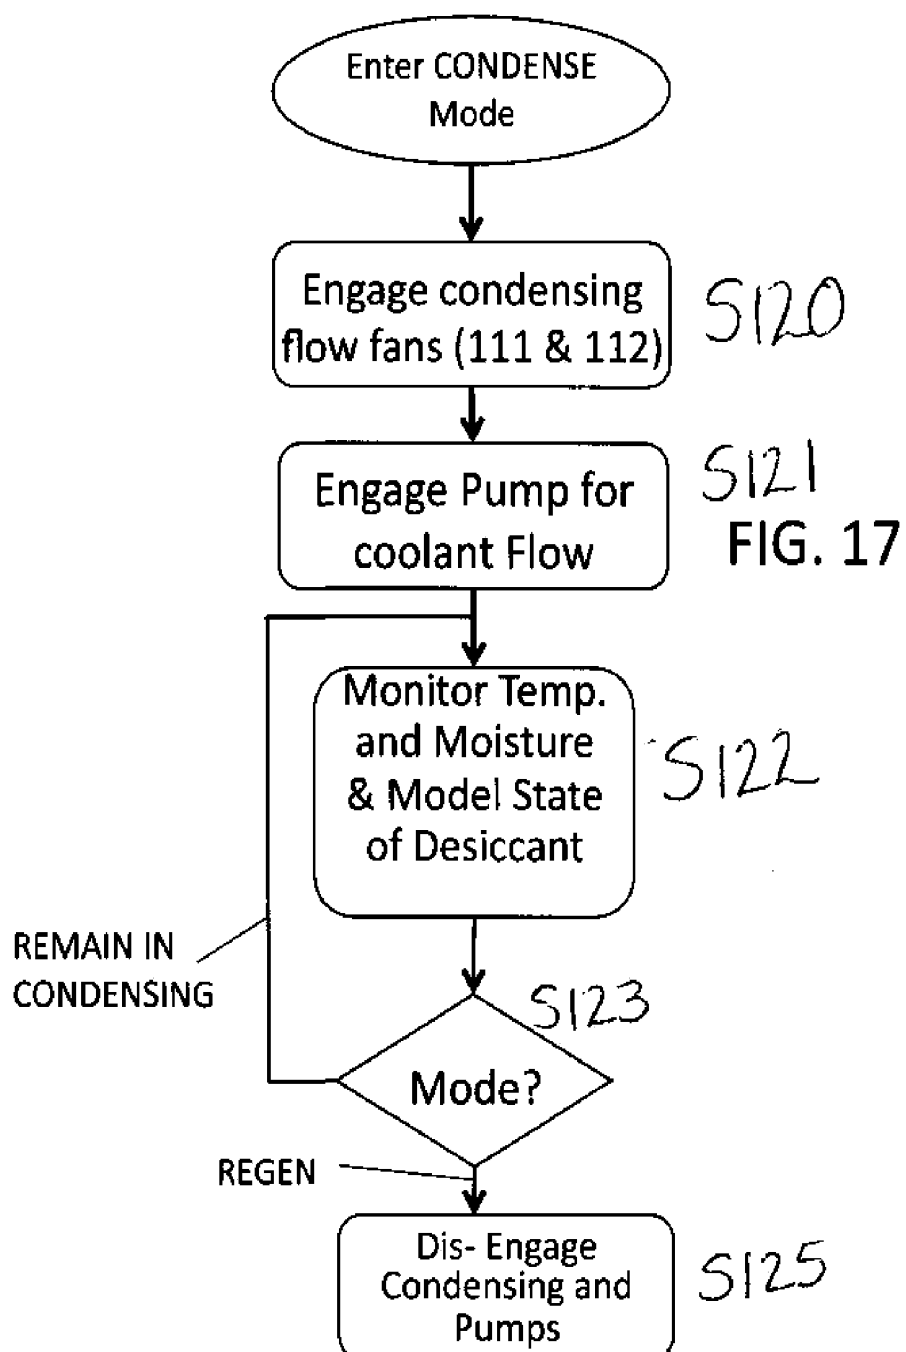 Enter CONDENSE
Mode
Engage condensing
flow fans (111 & 112)
S120
Engage Pump for
coolant Flow
S121
FIG. 17
Monitor Temp.
and Moisture
& Model State
of Desiccant
S122
REMAIN IN
CONDENSING
S123
Mode?
REGEN
Dis- Engage
Condensing and
Pumps
S125